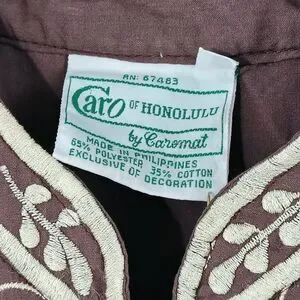 RN: 67483
Caro OF HONOLULU
by Caromat
MADE IN PHILIPPINES
65% POLYESTER 35% COTTON
EXCLUSIVE OF DECORATION